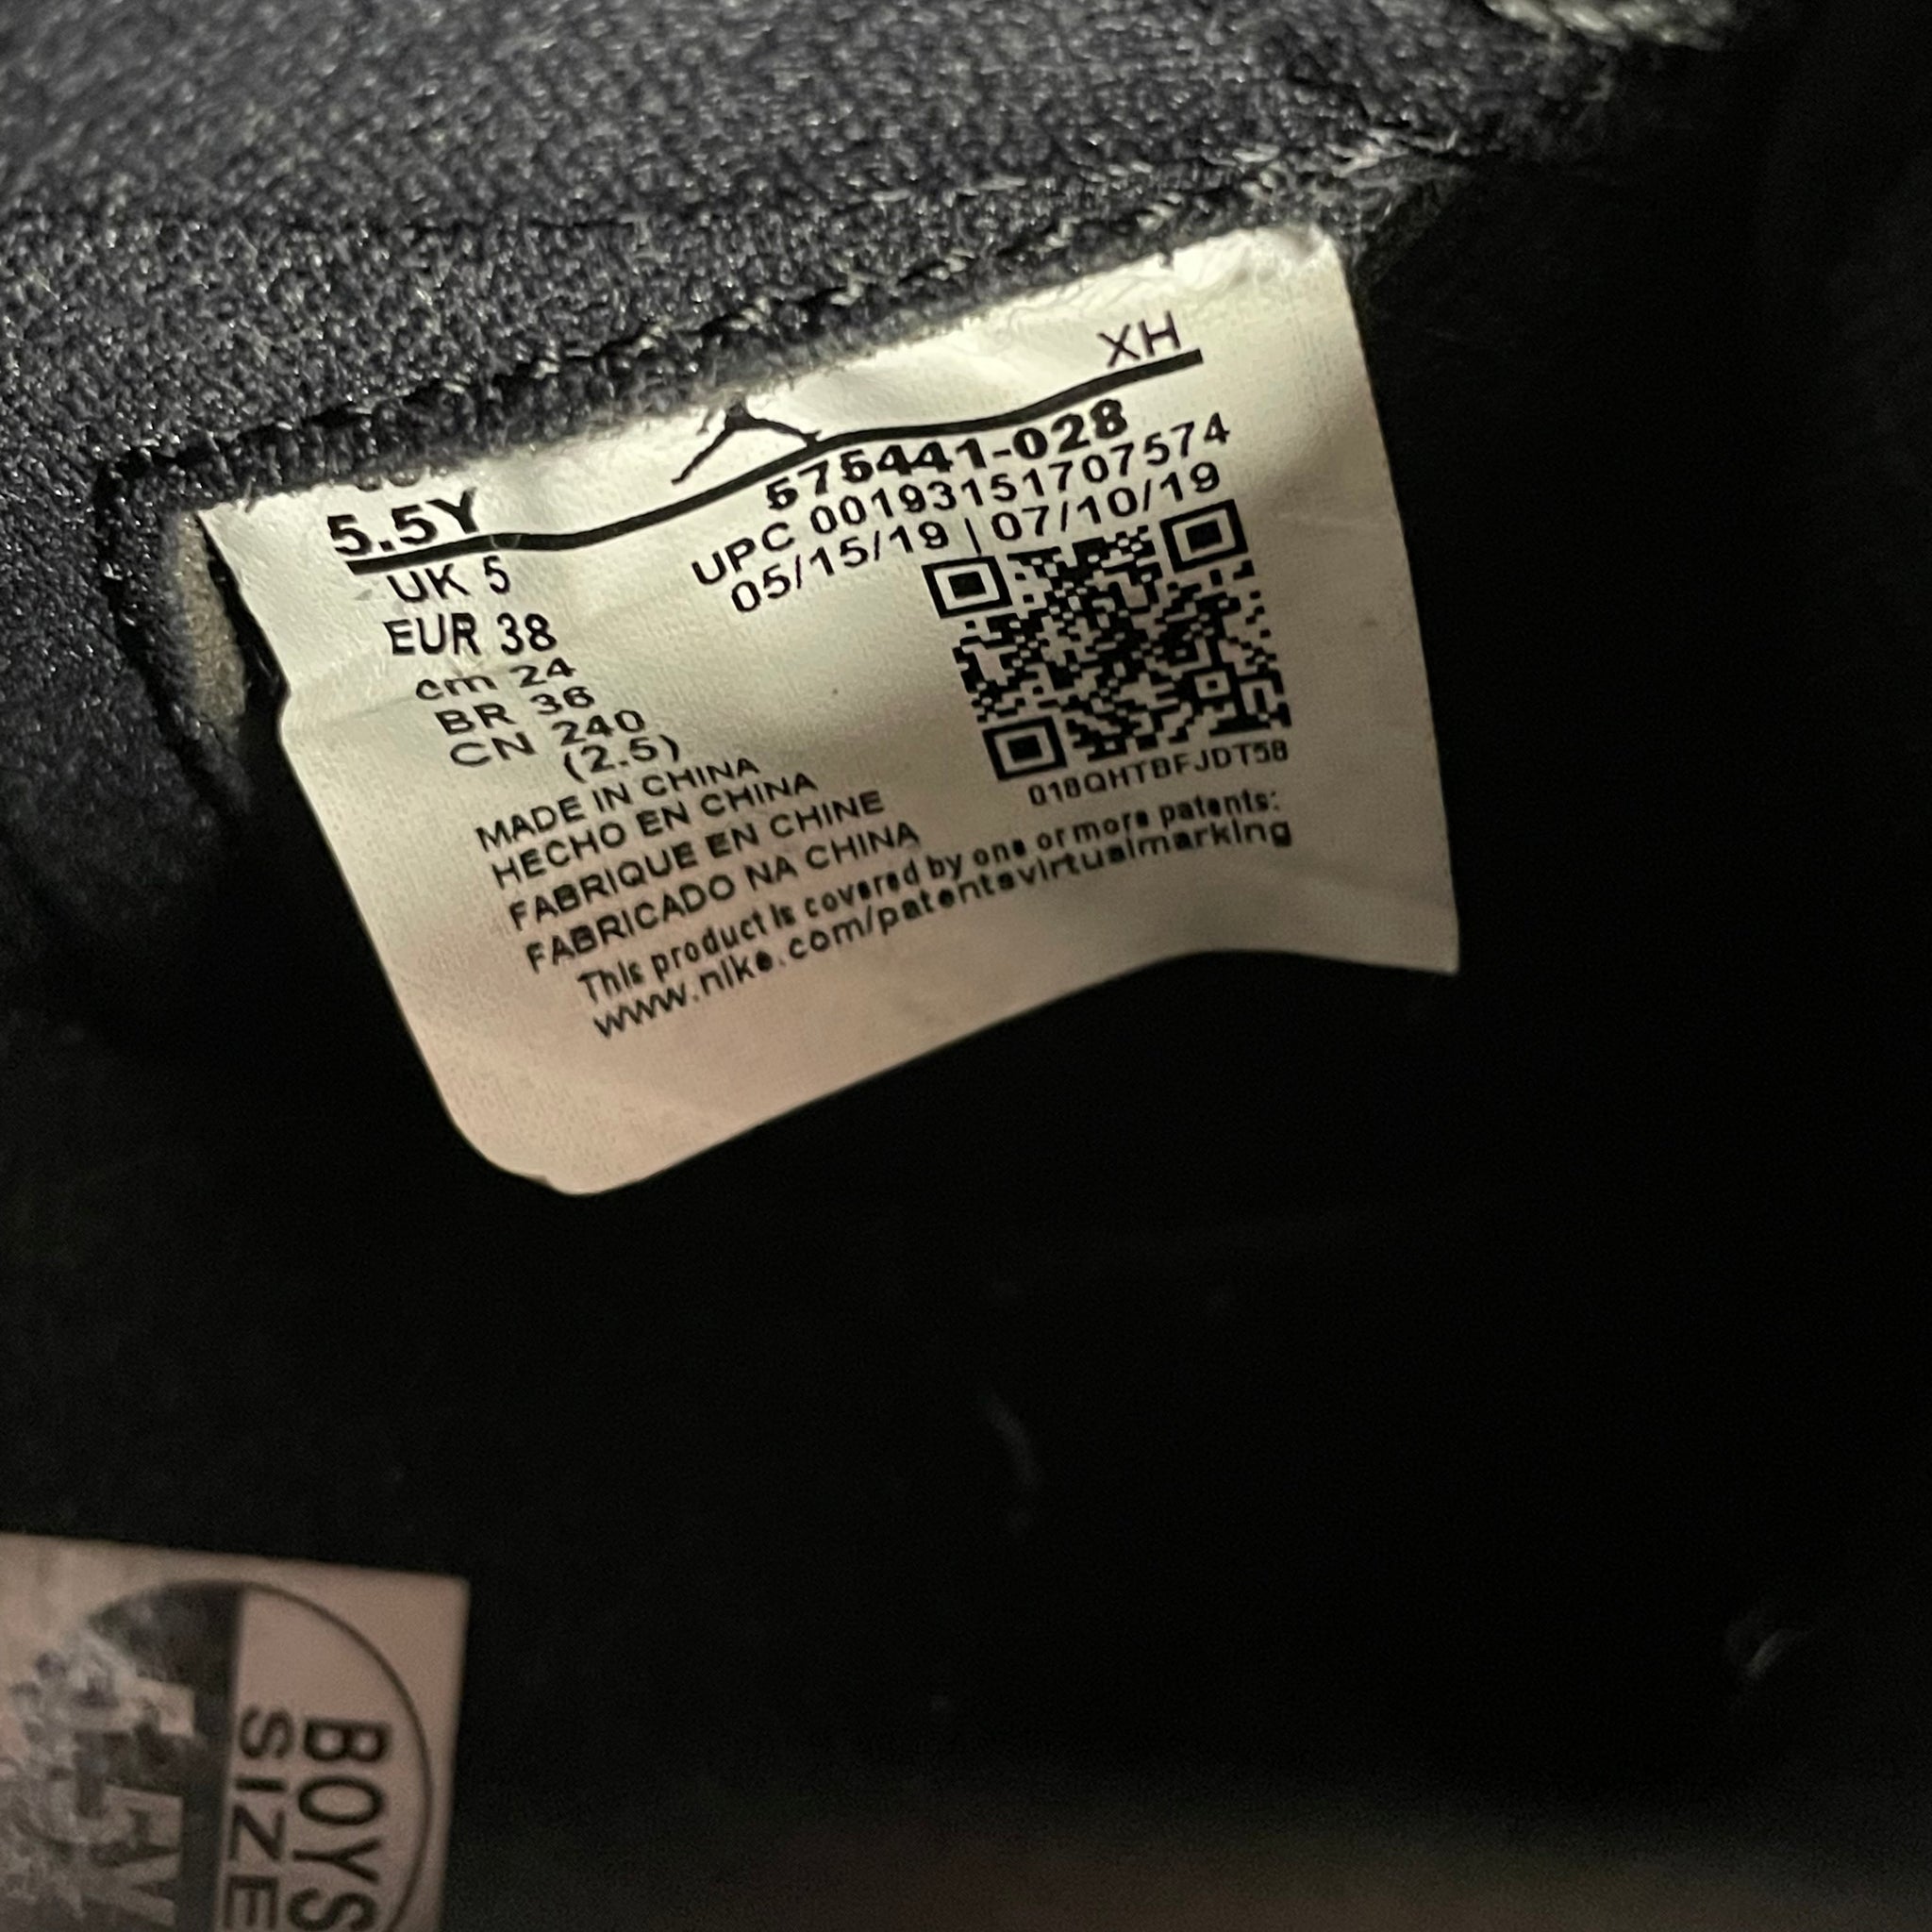 XH
5.5Y
575441-028
UPC 00193151707574
05/15/19 | 07/10/19
UK 5
EUR 38
cm 24
BR 36
CN 240
(2.5)
018QHTBFJDT58
MADE IN CHINA
HECHO EN CHINA
FABRIQUE EN CHINE
FABRICADO NA CHINA
This product is covered by one or more patents:
www.nike.com/patentsvirtualmarking
BOYS
SIZE